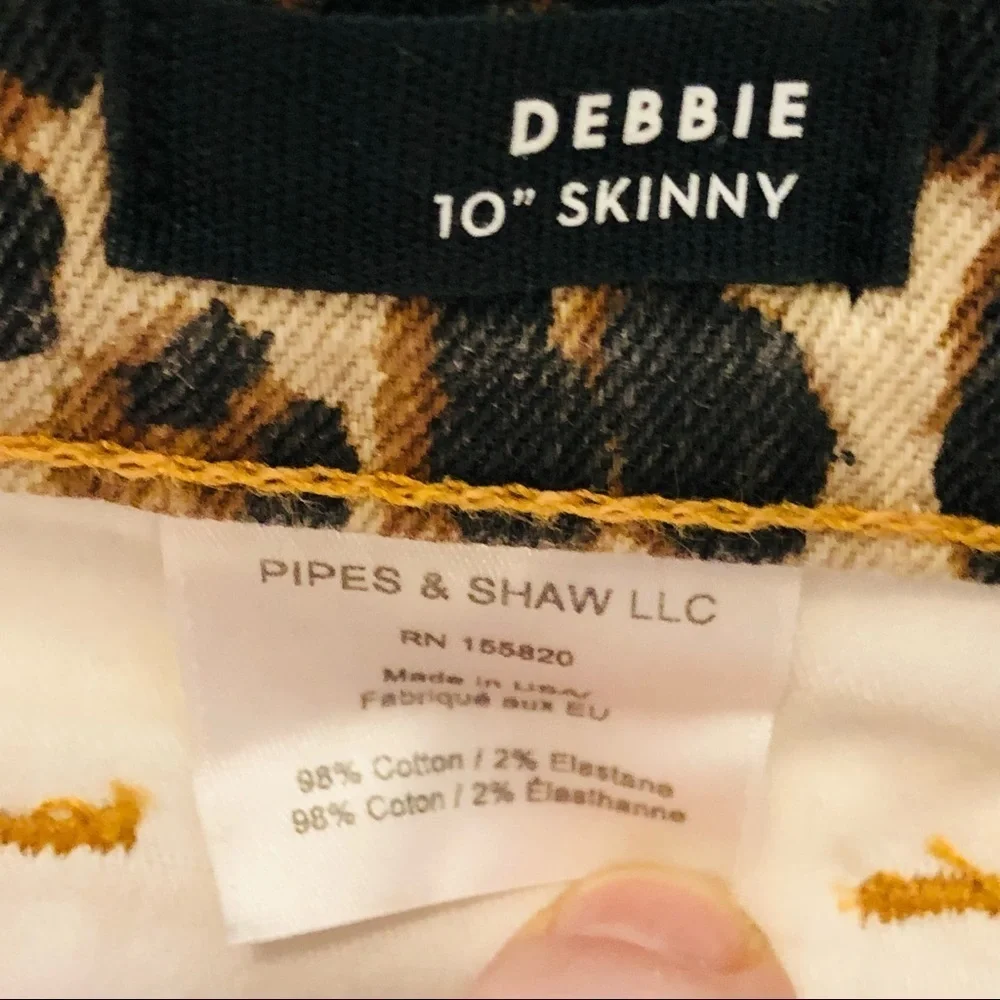 DEBBIE
10” SKINNY
PIPES & SHAW LLC
RN 155820
Made in USA
Fabriqué aux EU
98% Cotton / 2% Elastane
98% Coton / 2% Élasthanne